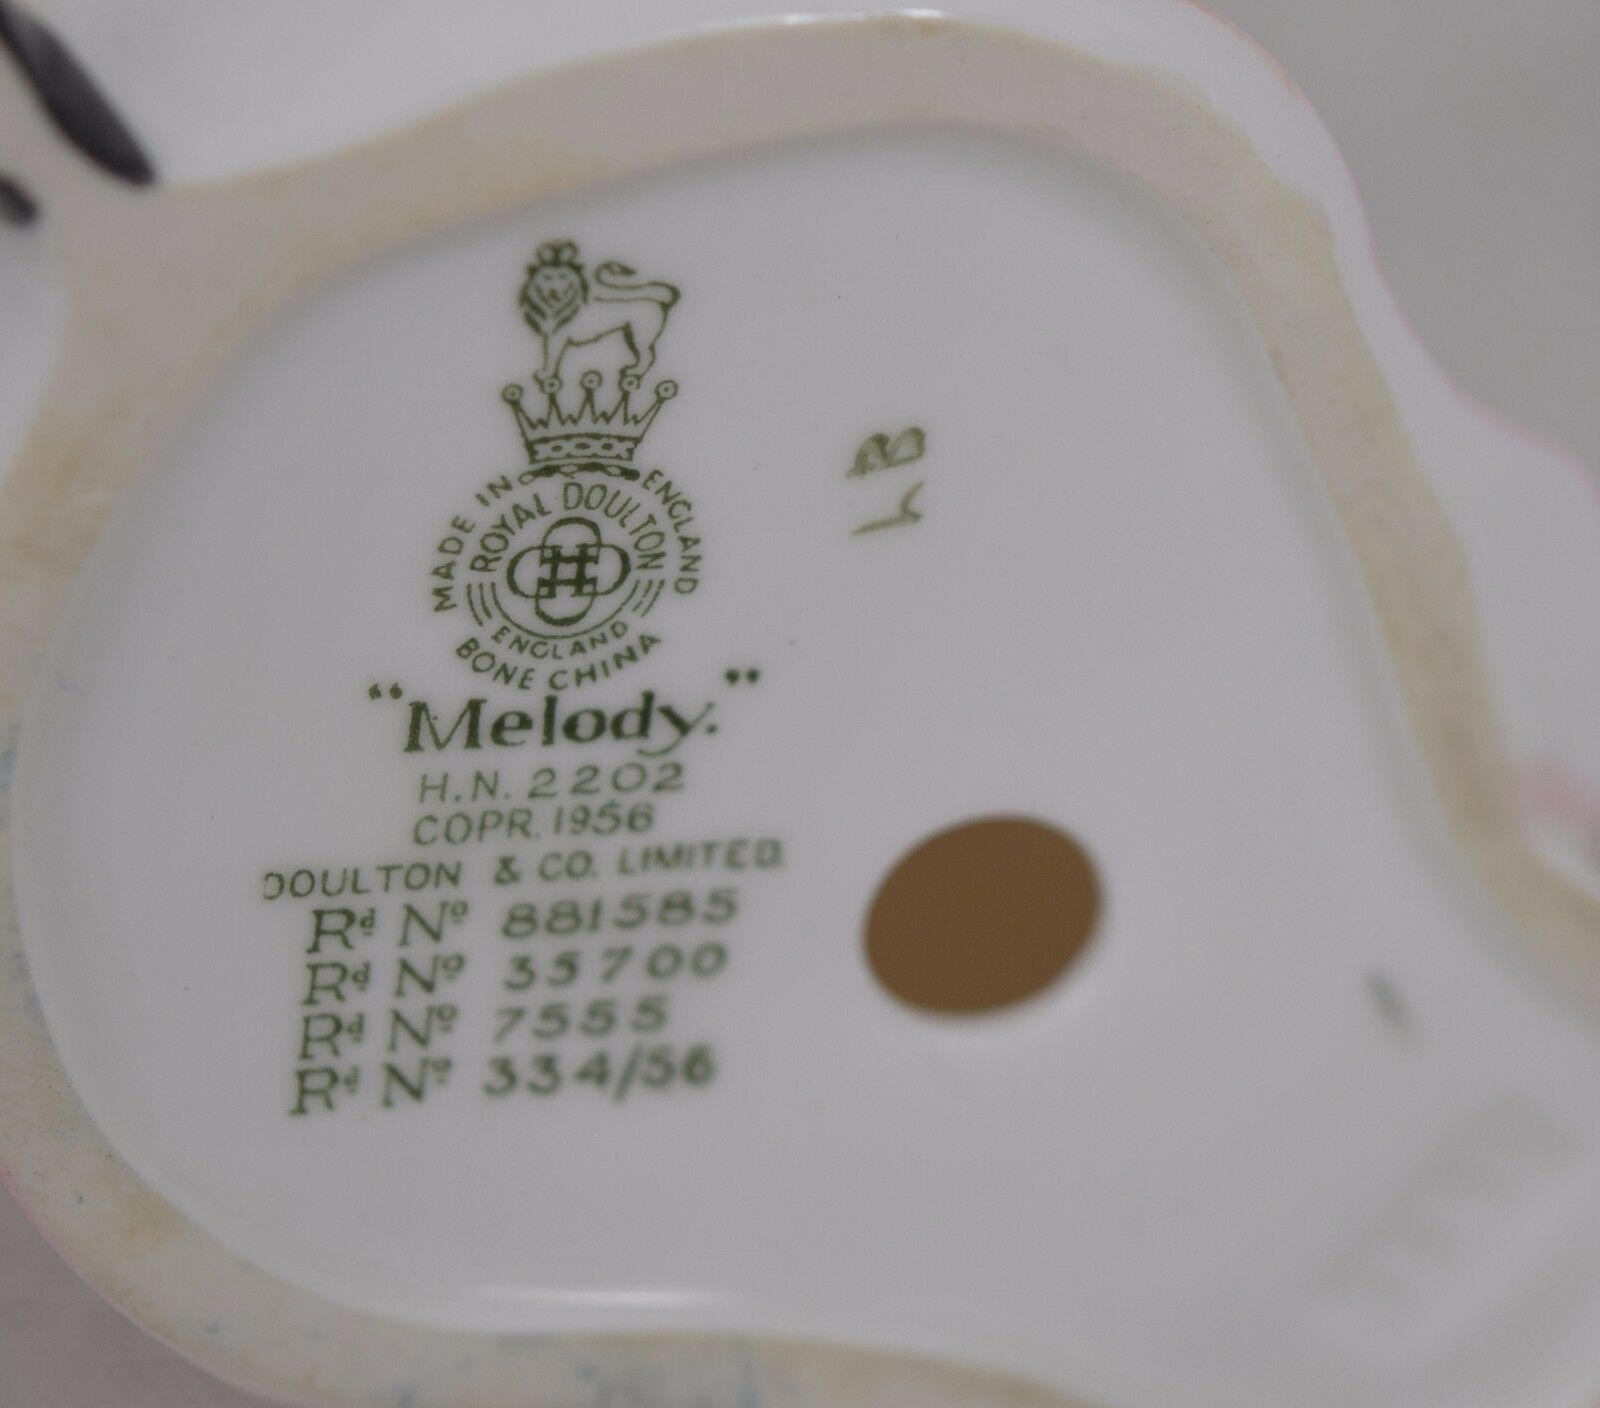 MADE IN ENGLAND
ROYAL DOULTON
ENGLAND
BONE CHINA
"Melody."
H.N. 2202
COPR. 1956
DOULTON & CO. LIMITED.
Rd No 881585
Rd No 35700
Rd No 7555
Rd No 334/56